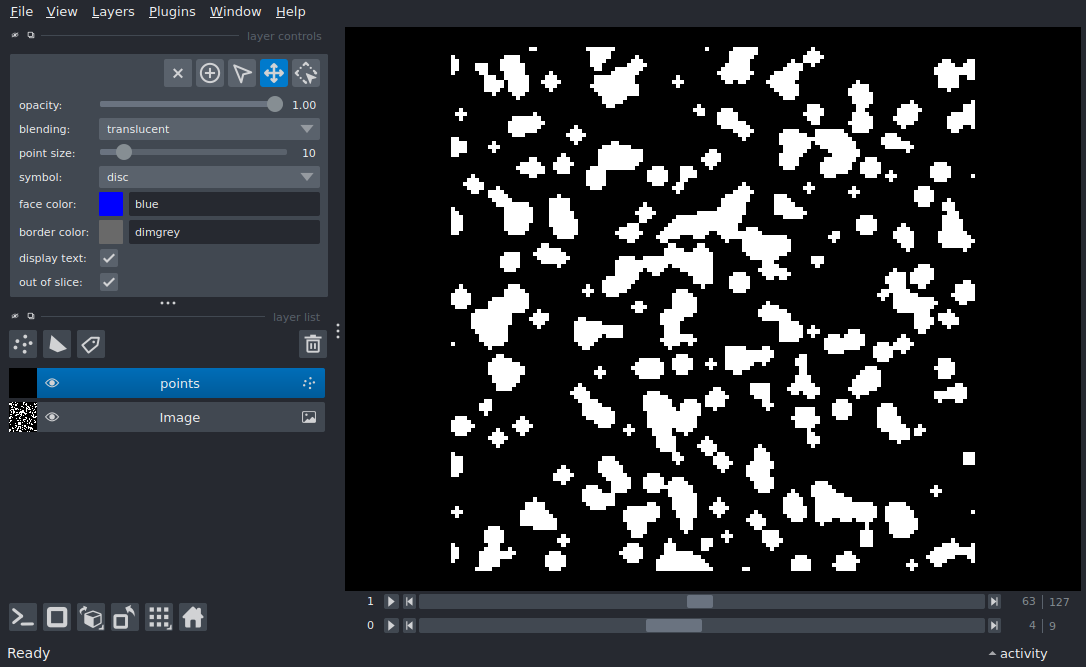 File View Layers Plugins Window Help
layer controls
opacity: 1.00
blending: translucent
point size: 10
symbol: disc
face color: blue
border color: dimgrey
display text:
out of slice:
layer list
points
Image
1 63 127
0 4 9
Ready activity